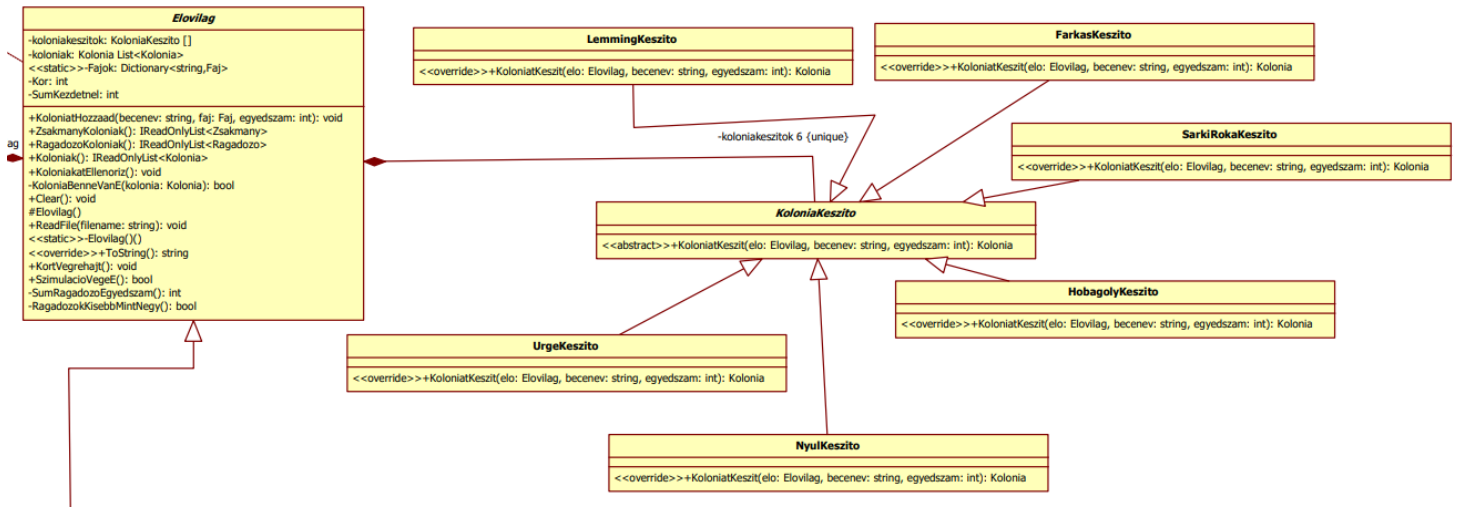 Elovilag
-koloniakeszitok: KoloniaKeszito []
-koloniak: Kolonia List<Kolonia>
<<static>>-Fajok: Dictionary<string,Faj>
-Kor: int
-SumKezdetnel: int
+KoloniatHozzaad(becenev: string, faj: Faj, egyedszam: int): void
+ZsakmanyKoloniak(): IReadOnlyList<Zsakmany>
+RagadozoKoloniak(): IReadOnlyList<Ragadozo>
+Koloniak(): IReadOnlyList<Kolonia>
+KoloniakatEllenoriz(): void
-KoloniaBenneVanE(kolonia: Kolonia): bool
+Clear(): void
#Elovilag()
+ReadFile(filename: string): void
<<static>>-Elovilag()()
<<override>>+ToString(): string
+KortVegrehajt(): void
+SzimulacioVegeE(): bool
-SumRagadozoEgyedszam(): int
-RagadozokKisebbMintNegy(): bool
ag
LemmingKeszito
<<override>>+KoloniatKeszit(elo: Elovilag, becenev: string, egyedszam: int): Kolonia
FarkasKeszito
<<override>>+KoloniatKeszit(elo: Elovilag, becenev: string, egyedszam: int): Kolonia
-koloniakeszitok 6 {unique}
SarkiRokaKeszito
<<override>>+KoloniatKeszit(elo: Elovilag, becenev: string, egyedszam: int): Kolonia
KoloniaKeszito
<<abstract>>+KoloniatKeszit(elo: Elovilag, becenev: string, egyedszam: int): Kolonia
HobagolyKeszito
<<override>>+KoloniatKeszit(elo: Elovilag, becenev: string, egyedszam: int): Kolonia
UrgeKeszito
<<override>>+KoloniatKeszit(elo: Elovilag, becenev: string, egyedszam: int): Kolonia
NyulKeszito
<<override>>+KoloniatKeszit(elo: Elovilag, becenev: string, egyedszam: int): Kolonia